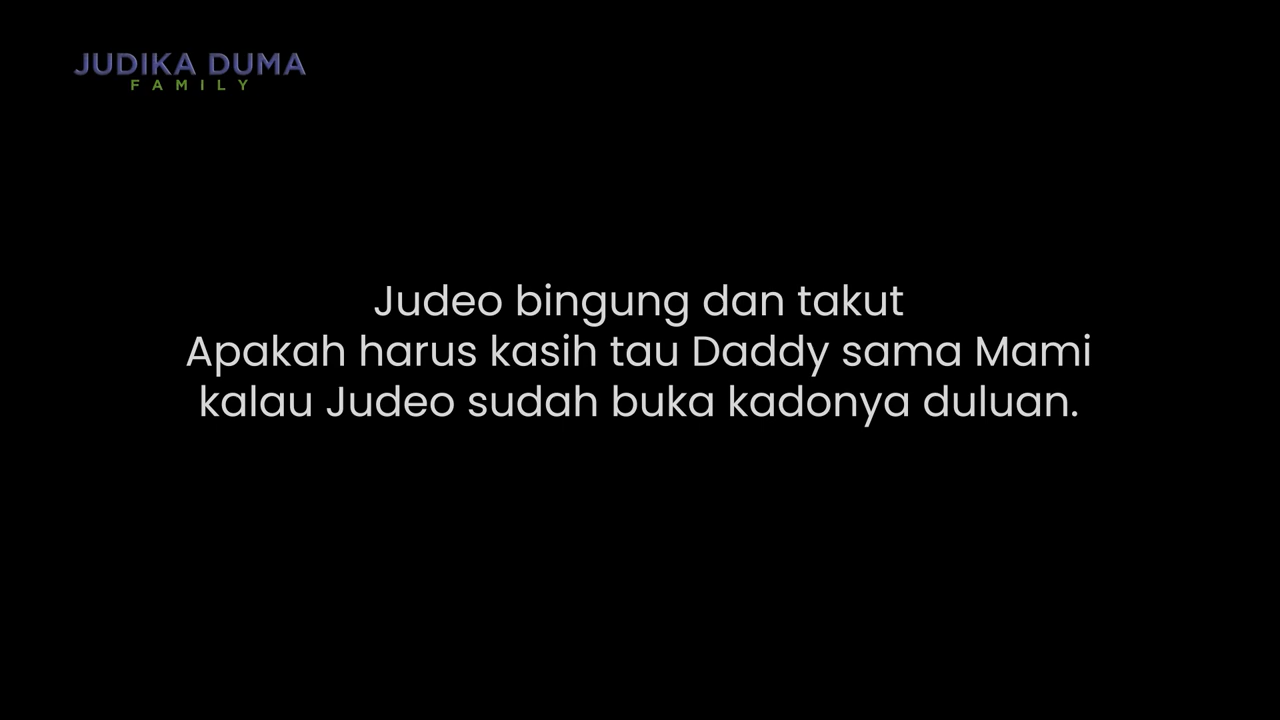 JUDIKA DUMA
FAMILY
Judeo bingung dan takut
Apakah harus kasih tau Daddy sama Mami
kalau Judeo sudah buka kadonya duluan.